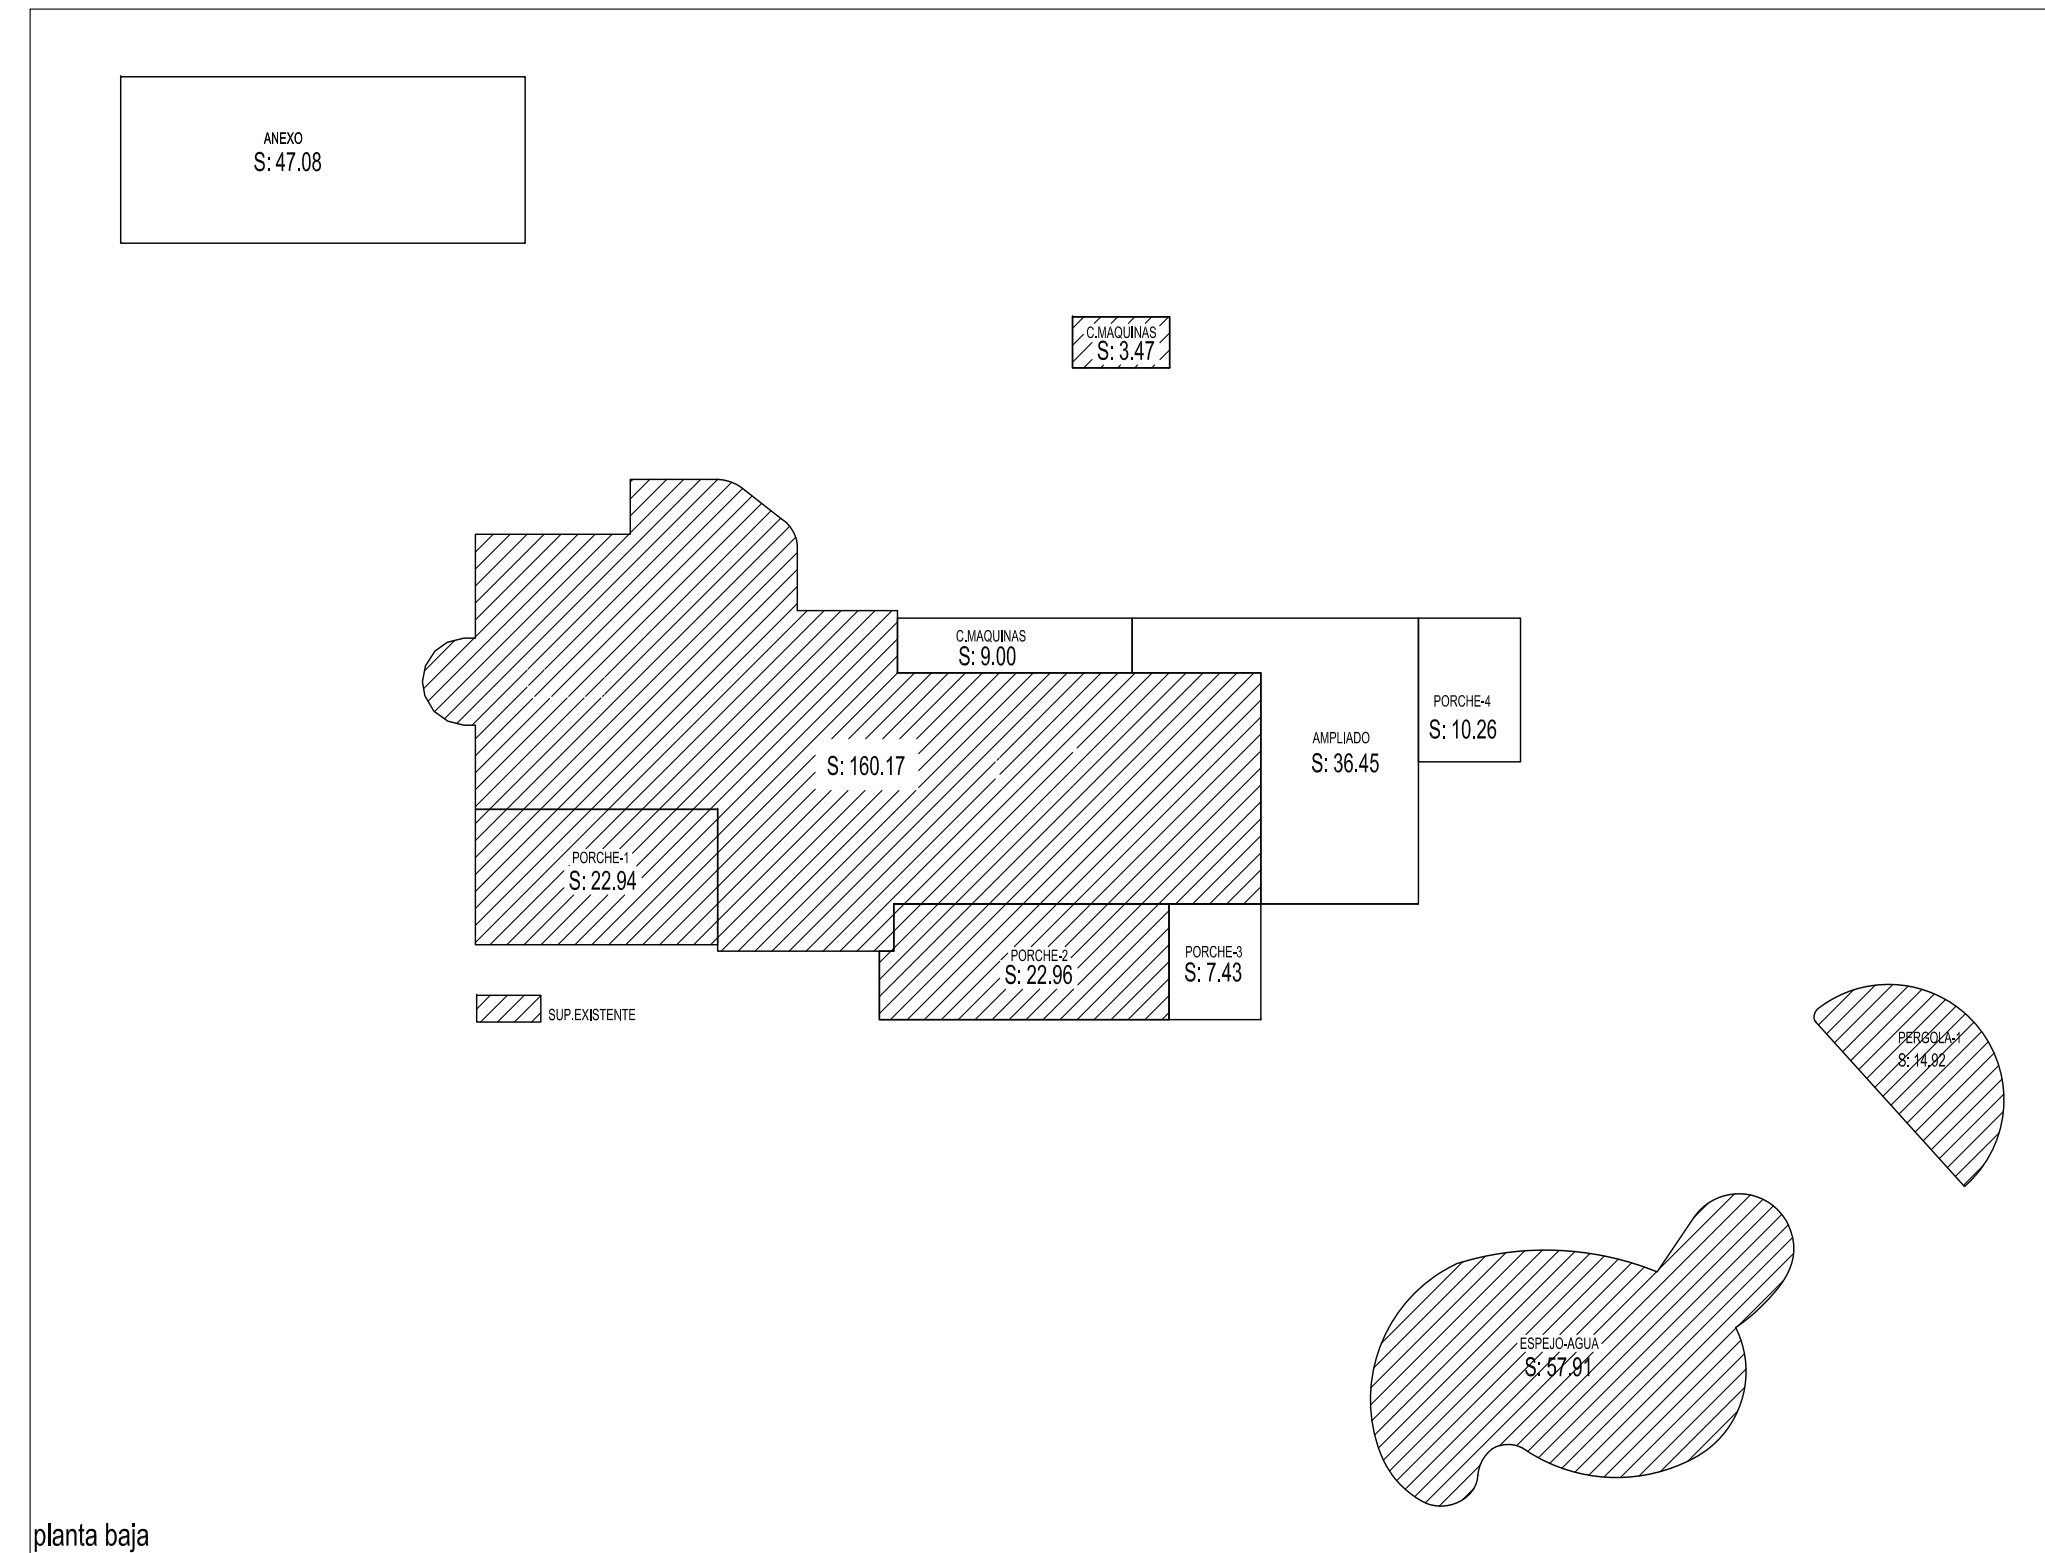 ANEXO
S: 47.08
C.MAQUINAS
S: 3.47
C.MAQUINAS
S: 9.00
PORCHE-4
S: 10.26
AMPLIADO
S: 36.45
S: 160.17
PORCHE-1
S: 22.94
PORCHE-2
S: 22.96
PORCHE-3
S: 7.43
SUP.EXISTENTE
PERGOLA-1
S: 14.92
ESPEJO-AGUA
S: 57.91
planta baja